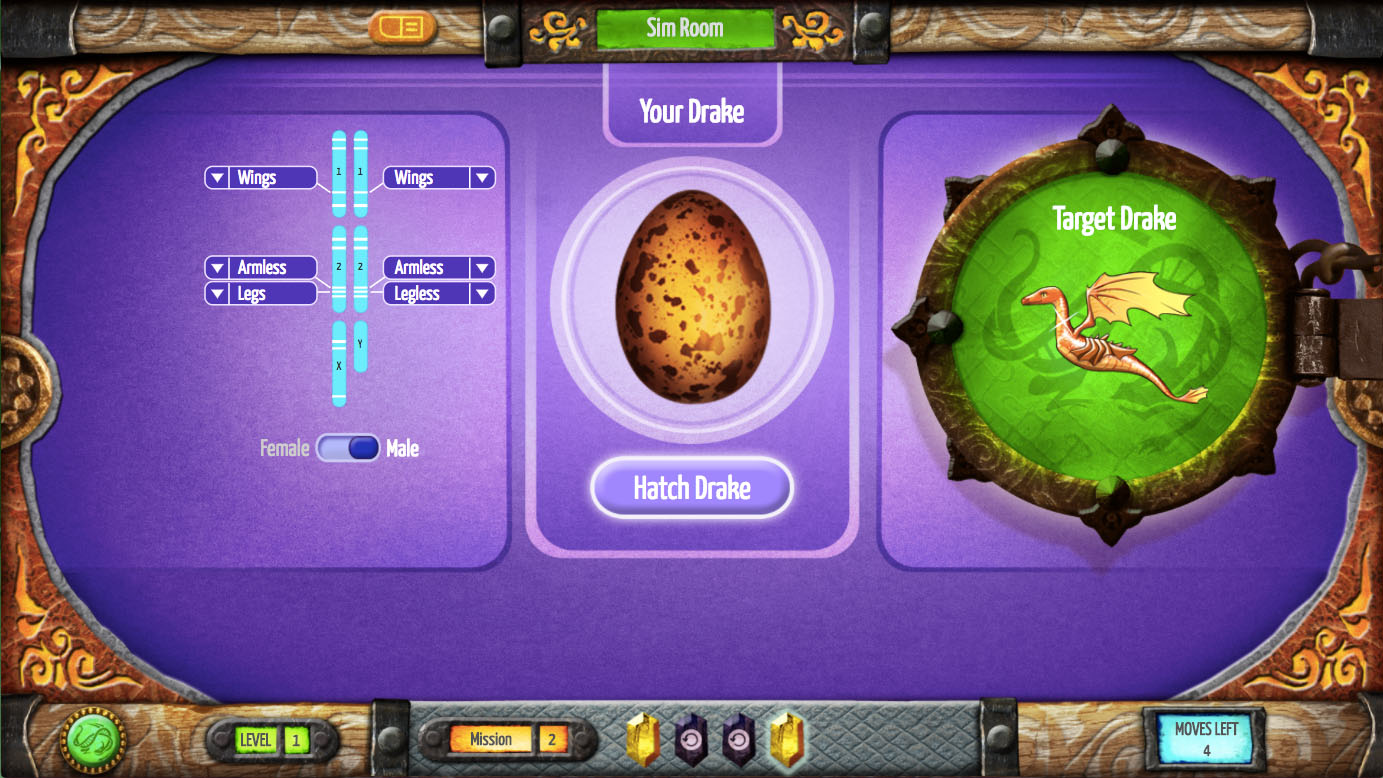 Sim Room
Your Drake
Wings
1
1
Wings
Armless
2
2
Armless
Legs
Legless
X
Y
Female
Male
Hatch Drake
Target Drake
LEVEL
1
Mission
2
MOVES LEFT
4